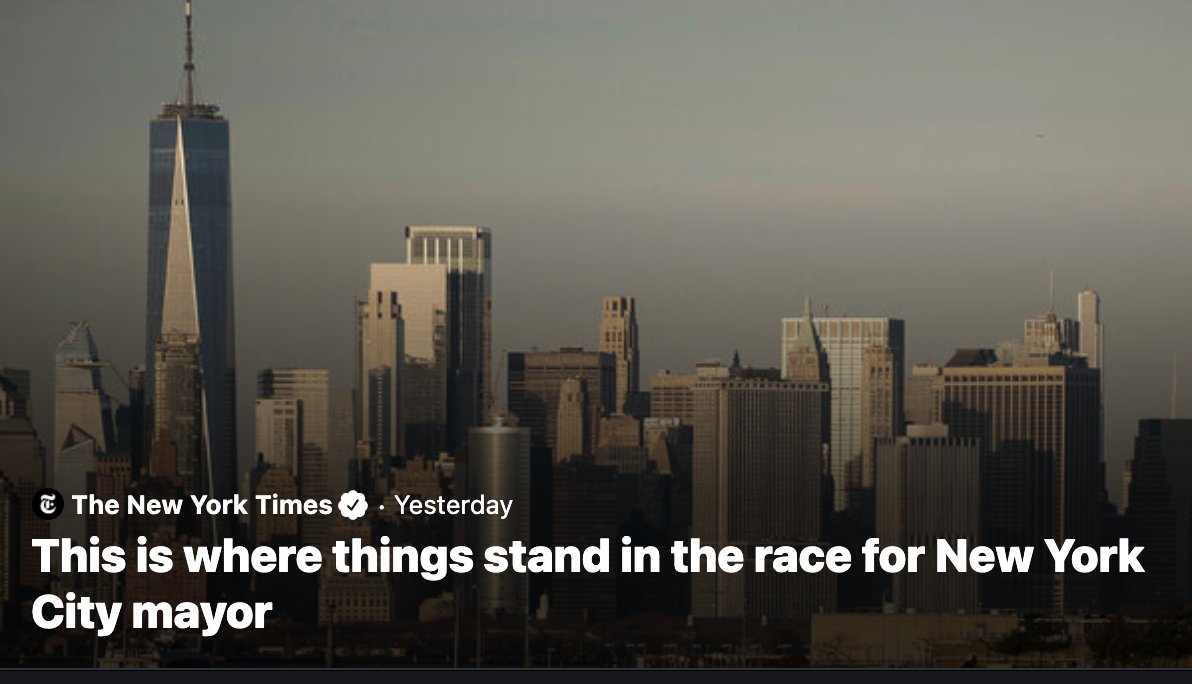 The New York Times · Yesterday
This is where things stand in the race for New York
City mayor